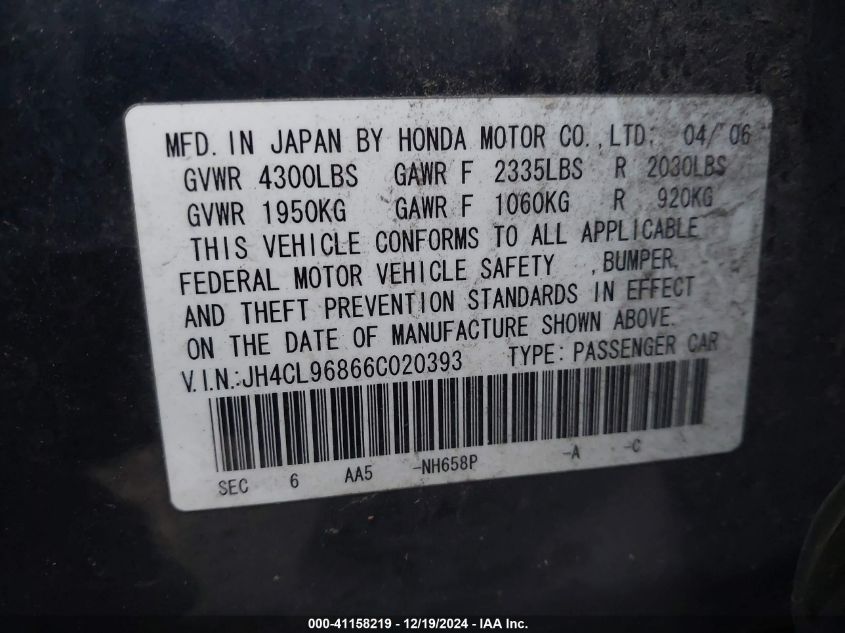 MFD. IN JAPAN BY HONDA MOTOR CO.,LTD. 04/ 06
GVWR 4300LBS GAWR F 2335LBS R 2030LBS
GVWR 1950KG GAWR F 1060KG R 920KG
THIS VEHICLE CONFORMS TO ALL APPLICABLE
FEDERAL MOTOR VEHICLE SAFETY ,BUMPER,
AND THEFT PREVENTION STANDARDS IN EFFECT
ON THE DATE OF MANUFACTURE SHOWN ABOVE.
V.I.N.:JH4CL96866C020393 TYPE:PASSENGER CAR
SEC 6 AA5 -NH658P -A -C
000-41158219 - 12/19/2024 - IAA Inc.